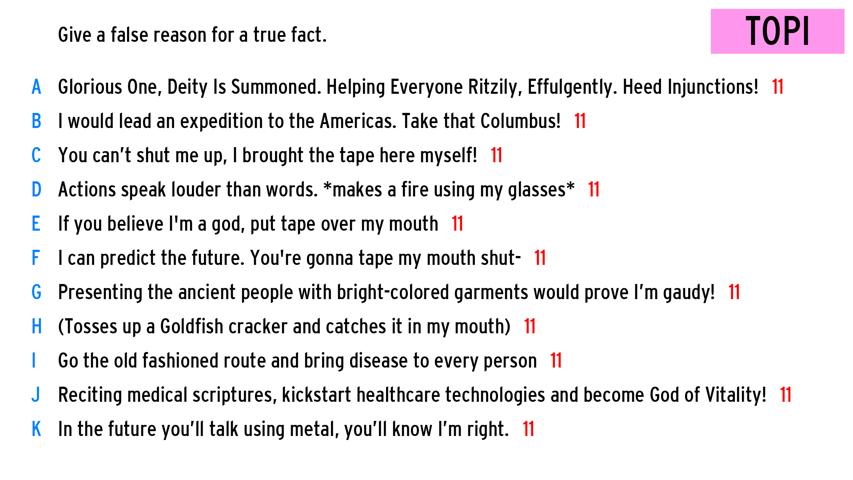 Give a false reason for a true fact.
TOPI
A Glorious One, Deity Is Summoned. Helping Everyone Ritzily, Effulgently. Heed Injunctions! 11
B I would lead an expedition to the Americas. Take that Columbus! 11
C You can't shut me up, I brought the tape here myself! 11
D Actions speak louder than words. *makes a fire using my glasses* 11
E If you believe I'm a god, put tape over my mouth 11
F I can predict the future. You're gonna tape my mouth shut- 11
G Presenting the ancient people with bright-colored garments would prove I'm gaudy! 11
H (Tosses up a Goldfish cracker and catches it in my mouth) 11
I Go the old fashioned route and bring disease to every person 11
J Reciting medical scriptures, kickstart healthcare technologies and become God of Vitality! 11
K In the future you'll talk using metal, you'll know I'm right. 11